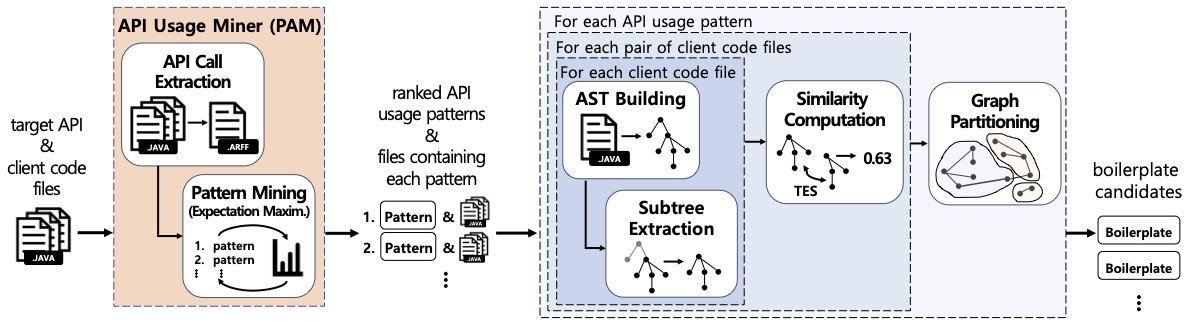 target API
&
client code
files
.JAVA
API Usage Miner (PAM)
API Call
Extraction
.JAVA
.ARFF
Pattern Mining
(Expectation Maxim.)
1. pattern
2. pattern
ranked API
usage patterns
&
files containing
each pattern
1. Pattern & .JAVA
2. Pattern & .JAVA
For each API usage pattern
For each pair of client code files
For each client code file
AST Building
.JAVA
Subtree
Extraction
Similarity
Computation
0.63
TES
Graph
Partitioning
boilerplate
candidates
Boilerplate
Boilerplate